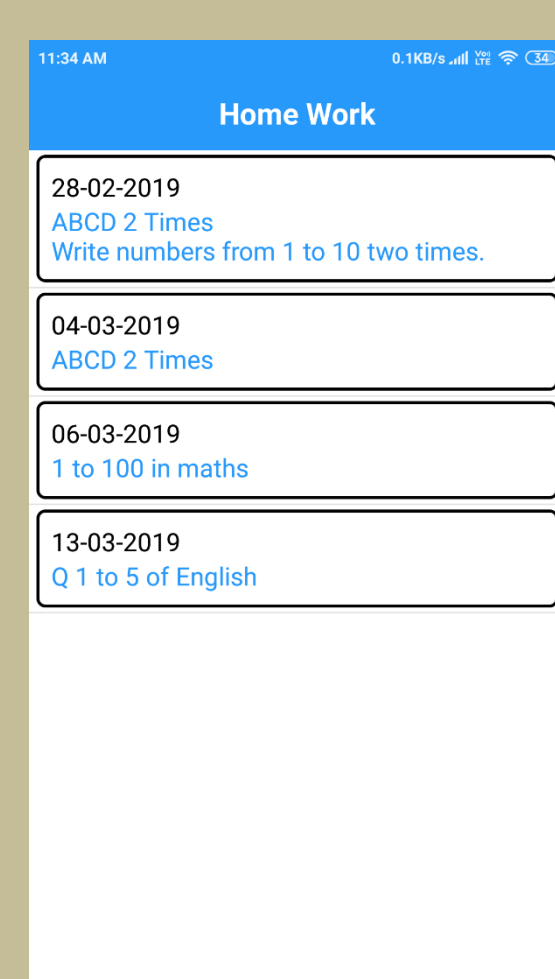 11:34 AM 0.1KB/s VoLTE 34
Home Work
28-02-2019
ABCD 2 Times
Write numbers from 1 to 10 two times.
04-03-2019
ABCD 2 Times
06-03-2019
1 to 100 in maths
13-03-2019
Q 1 to 5 of English